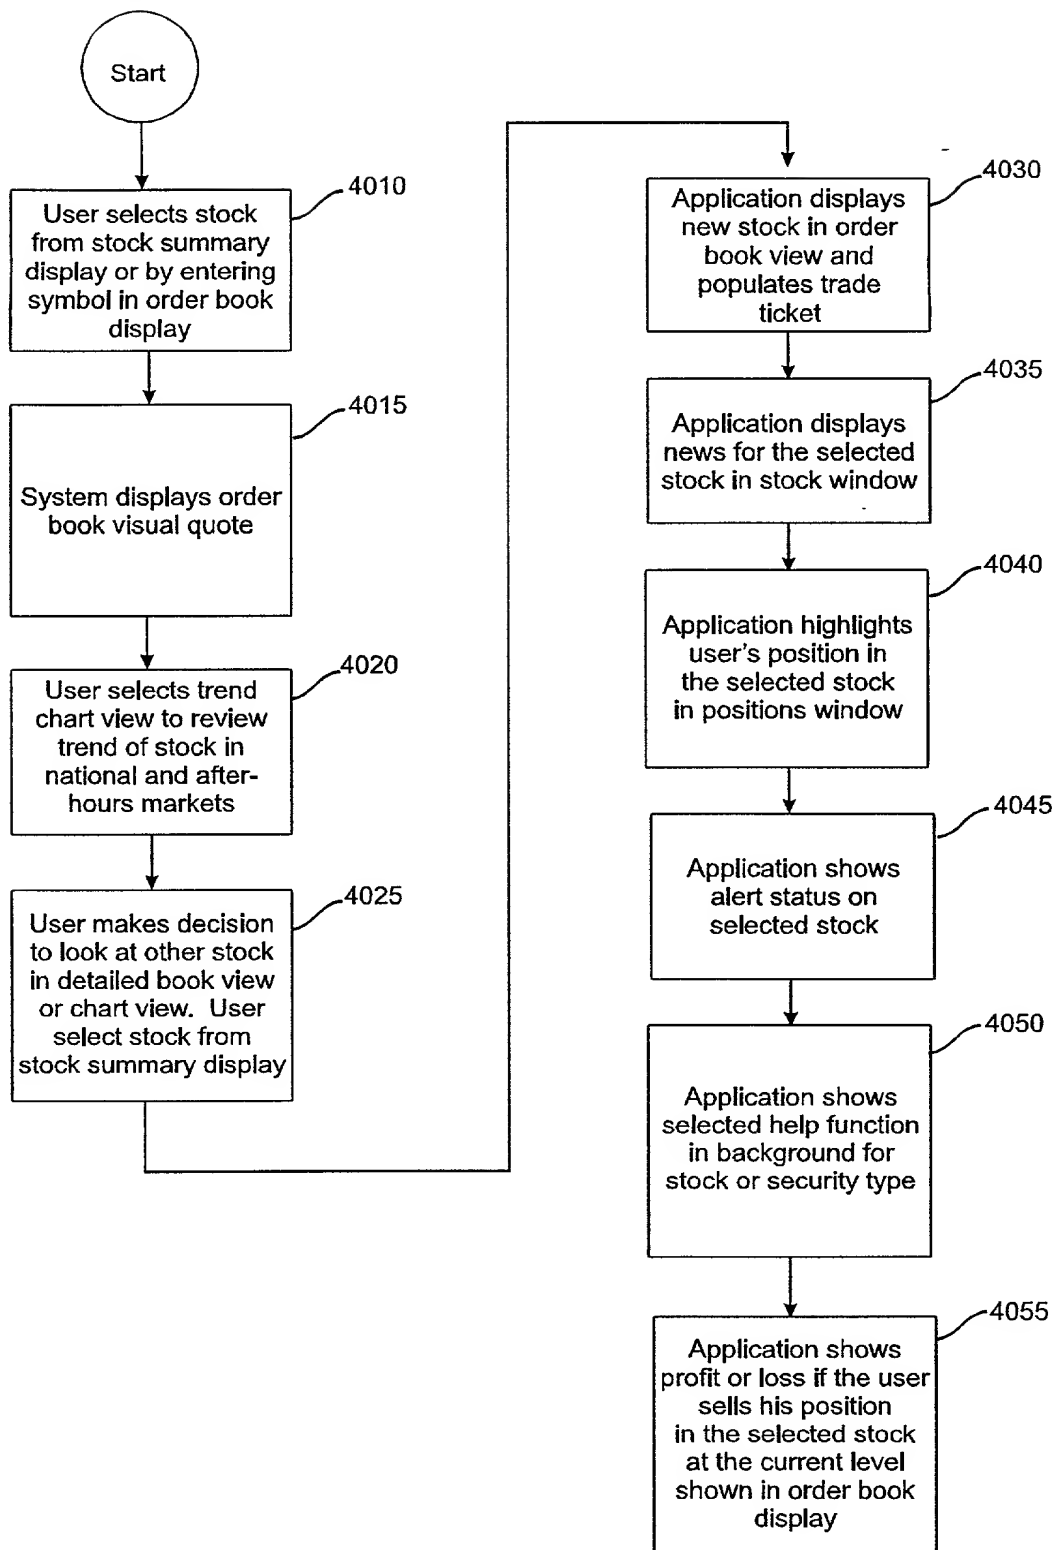 Start
4010
User selects stock
from stock summary
display or by entering
symbol in order book
display
4015
System displays order
book visual quote
4020
User selects trend
chart view to review
trend of stock in
national and after-
hours markets
4025
User makes decision
to look at other stock
in detailed book view
or chart view. User
select stock from
stock summary display
4030
Application displays
new stock in order
book view and
populates trade
ticket
4035
Application displays
news for the selected
stock in stock window
4040
Application highlights
user's position in
the selected stock
in positions window
4045
Application shows
alert status on
selected stock
4050
Application shows
selected help function
in background for
stock or security type
4055
Application shows
profit or loss if the user
sells his position
in the selected stock
at the current level
shown in order book
display